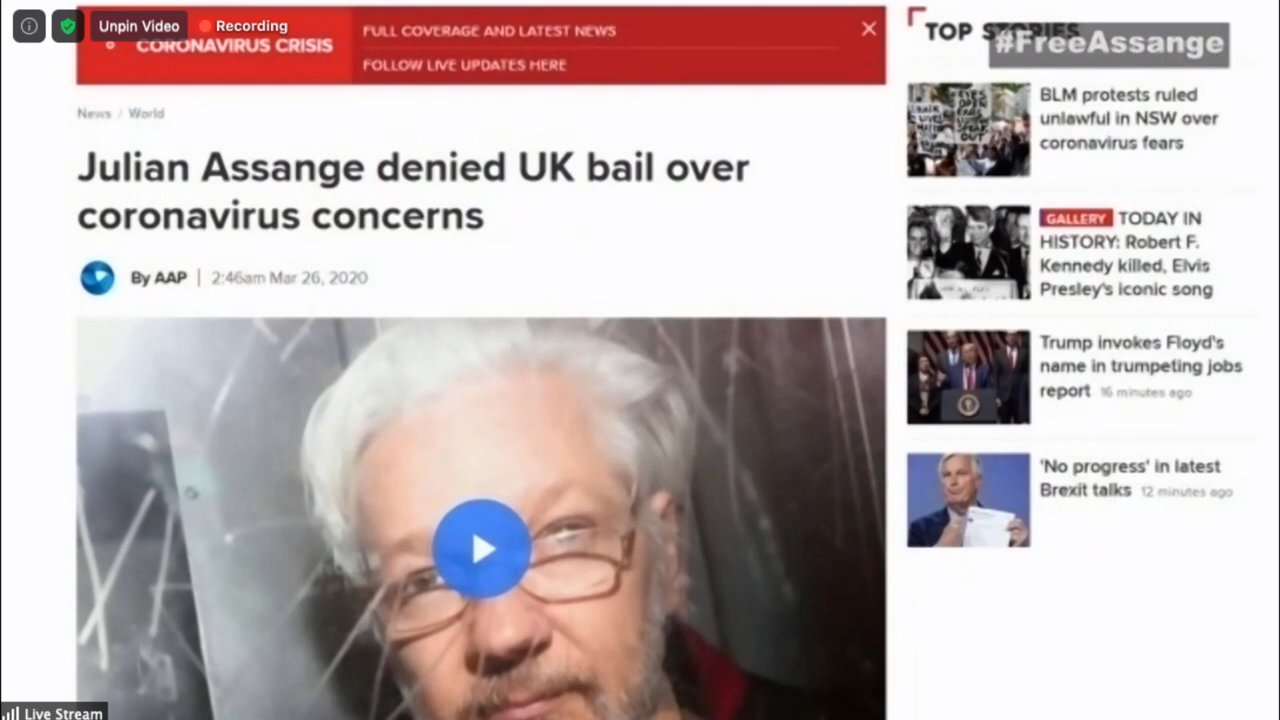 Unpin Video
Recording
CORONAVIRUS CRISIS
FULL COVERAGE AND LATEST NEWS
FOLLOW LIVE UPDATES HERE
News / World
Julian Assange denied UK bail over
coronavirus concerns
By AAP | 2:46am Mar 26, 2020
TOP STORIES
#FreeAssange
BLM protests ruled
unlawful in NSW over
coronavirus fears
GALLERY TODAY IN
HISTORY: Robert F.
Kennedy killed, Elvis
Presley's iconic song
Trump invokes Floyd's
name in trumpeting jobs
report 16 minutes ago
'No progress' in latest
Brexit talks 12 minutes ago
Live Stream